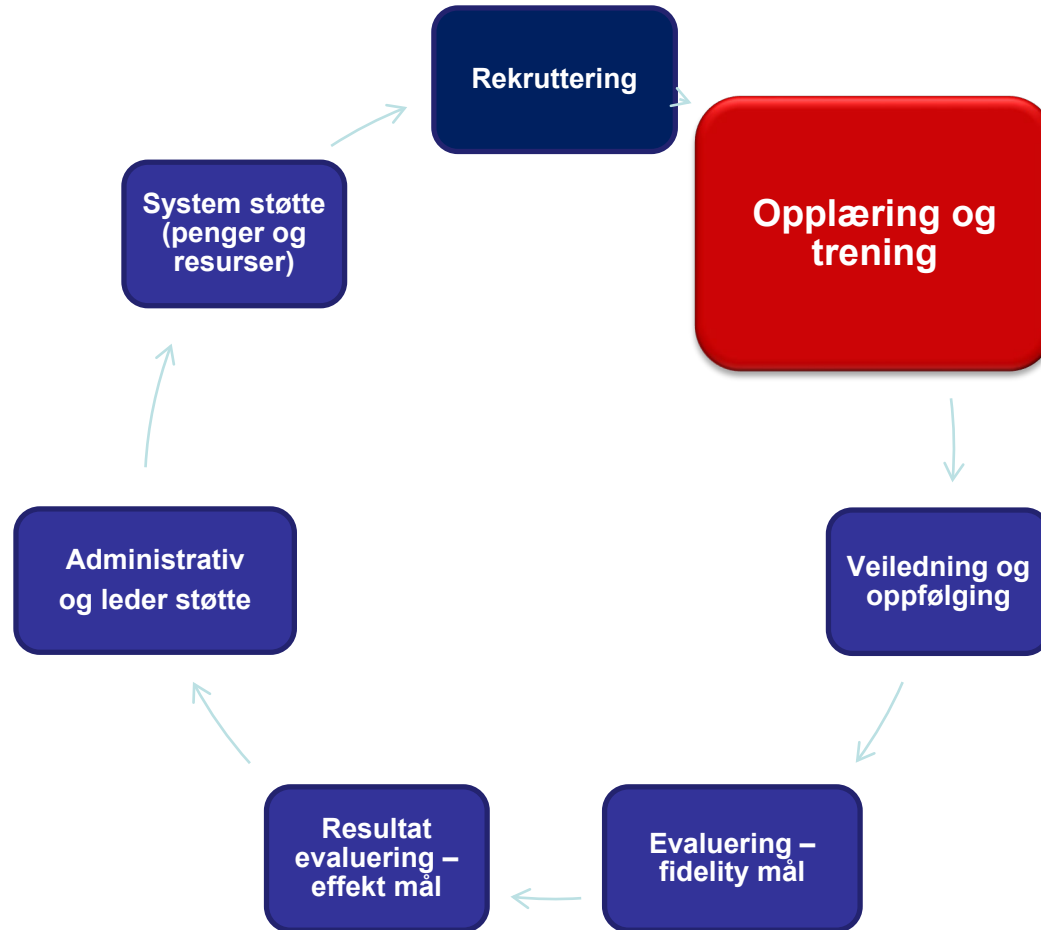 Rekruttering
Opplæring og
trening
Veiledning og
oppfølging
Evaluering –
fidelity mål
Resultat
evaluering –
effekt mål
Administrativ
og leder støtte
System støtte
(penger og
resurser)